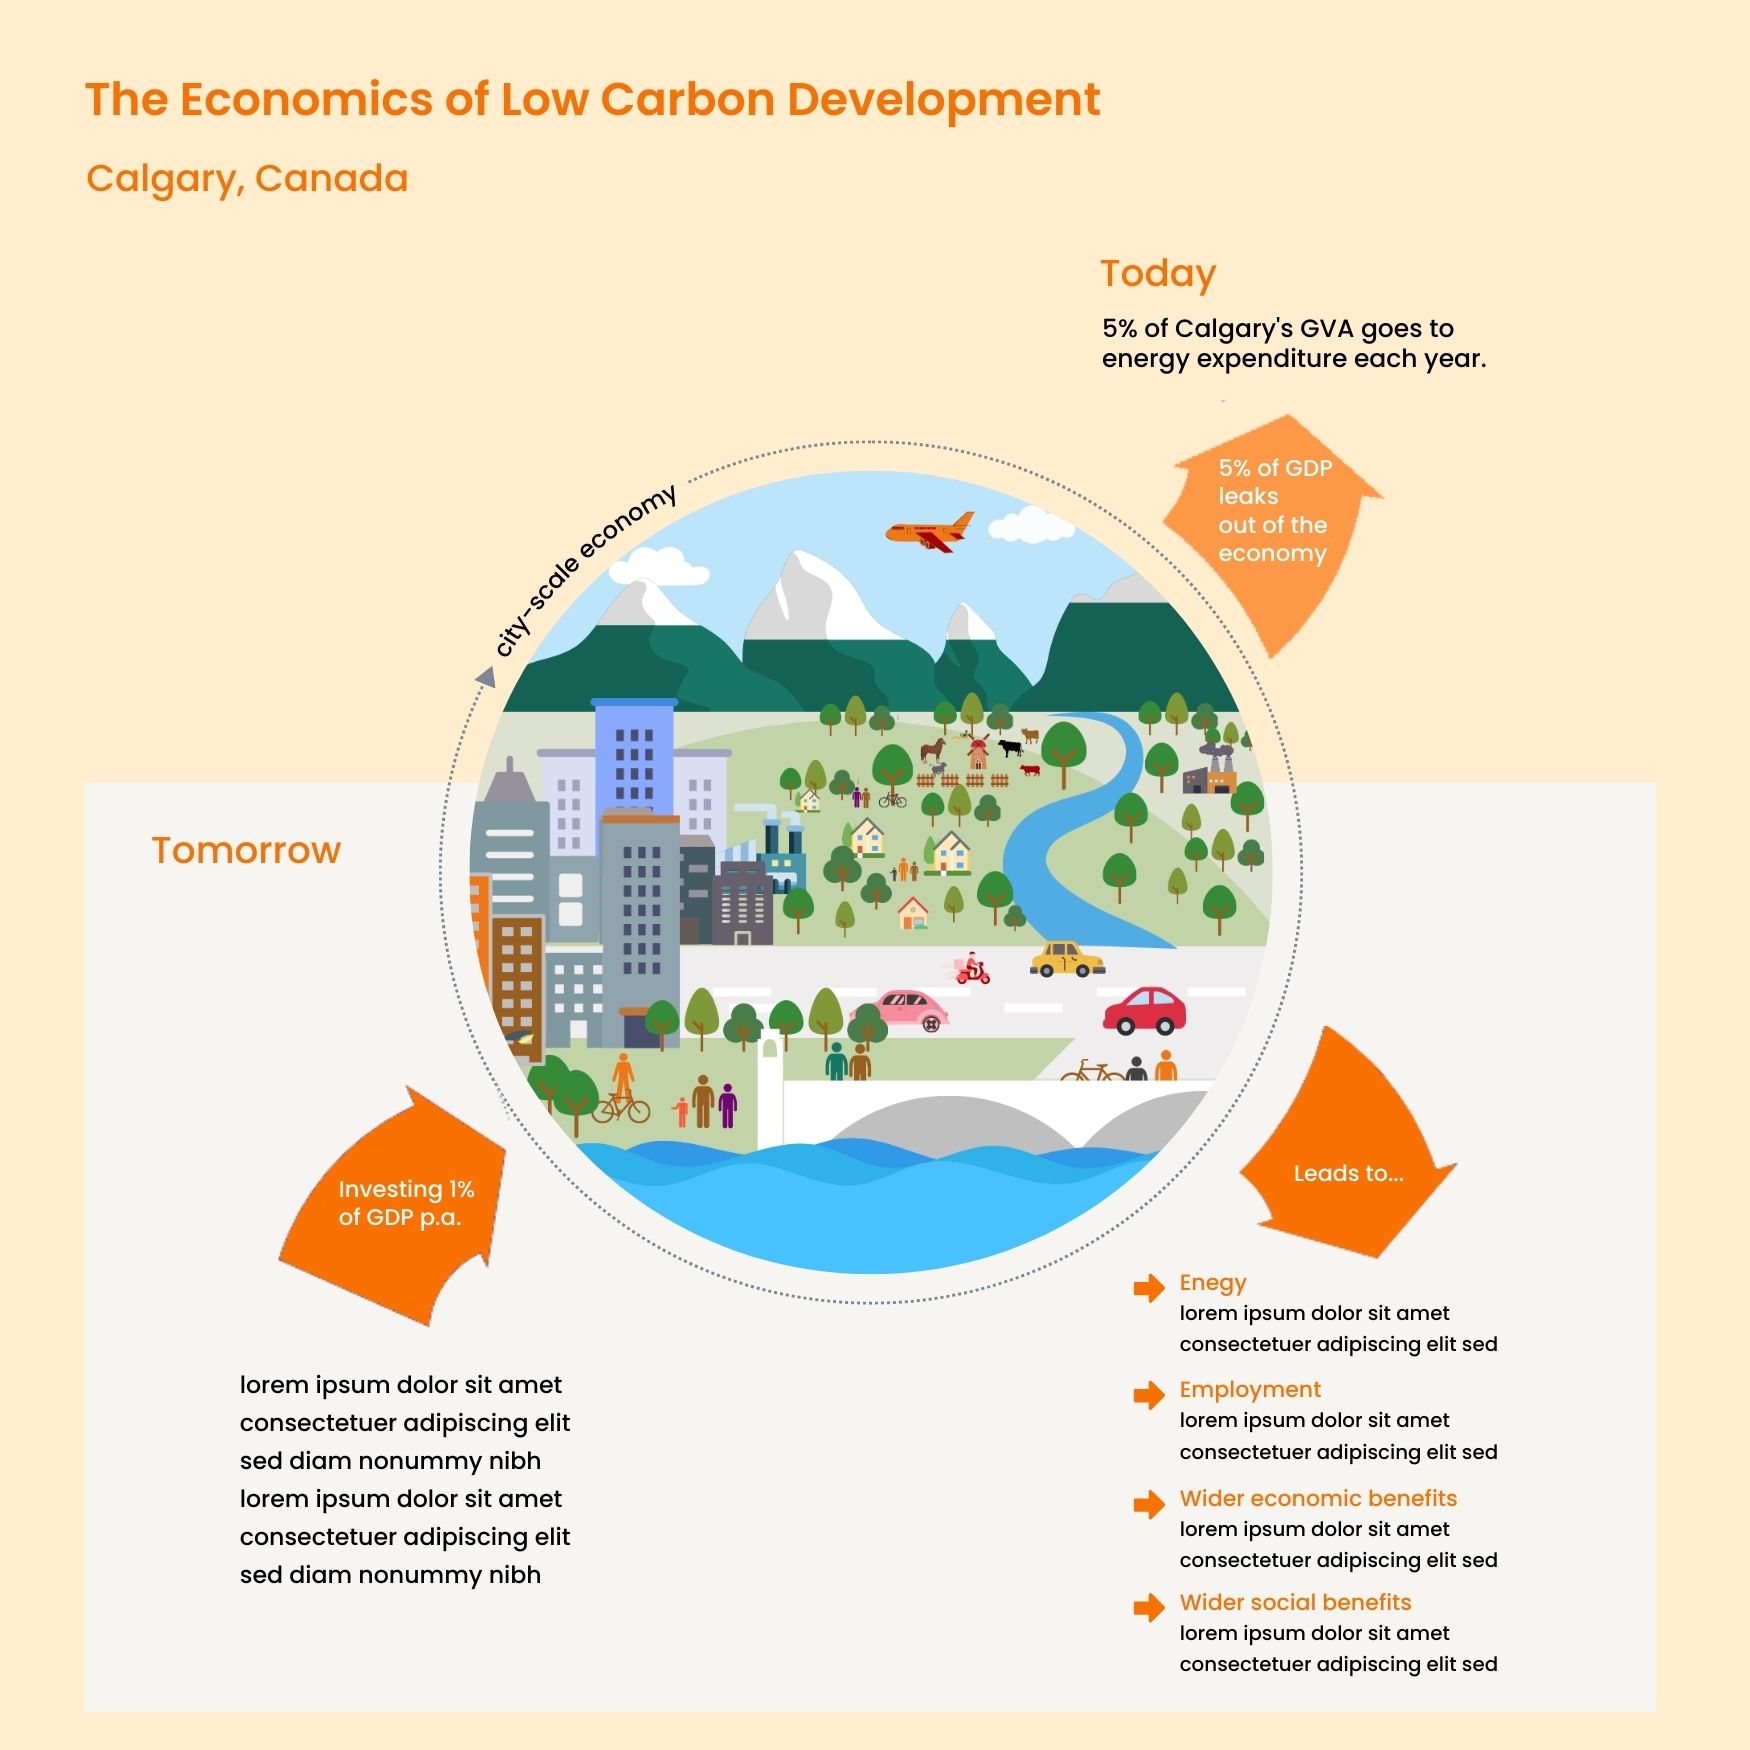 The Economics of Low Carbon Development
Calgary, Canada
Today
5% of Calgary's GVA goes to
energy expenditure each year.
5% of GDP
leaks
out of the
economy
city-scale economy
Tomorrow
Investing 1%
of GDP p.a.
lorem ipsum dolor sit amet
consectetuer adipiscing elit
sed diam nonummy nibh
lorem ipsum dolor sit amet
consectetuer adipiscing elit
sed diam nonummy nibh
Leads to...
Enegy
lorem ipsum dolor sit amet
consectetuer adipiscing elit sed
Employment
lorem ipsum dolor sit amet
consectetuer adipiscing elit sed
Wider economic benefits
lorem ipsum dolor sit amet
consectetuer adipiscing elit sed
Wider social benefits
lorem ipsum dolor sit amet
consectetuer adipiscing elit sed